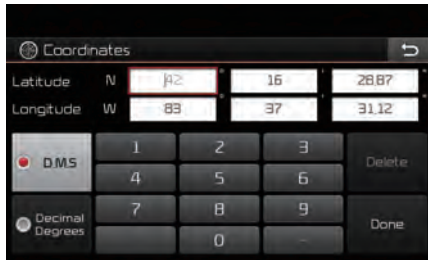 Coordinates
Latitude N 42 ° 16 ' 28.87 "
Longitude W 83 ° 37 ' 31.12 "
D.M.S
1 2 3
Delete
4 5 6
Decimal Degrees
7 8 9
Done
0 -